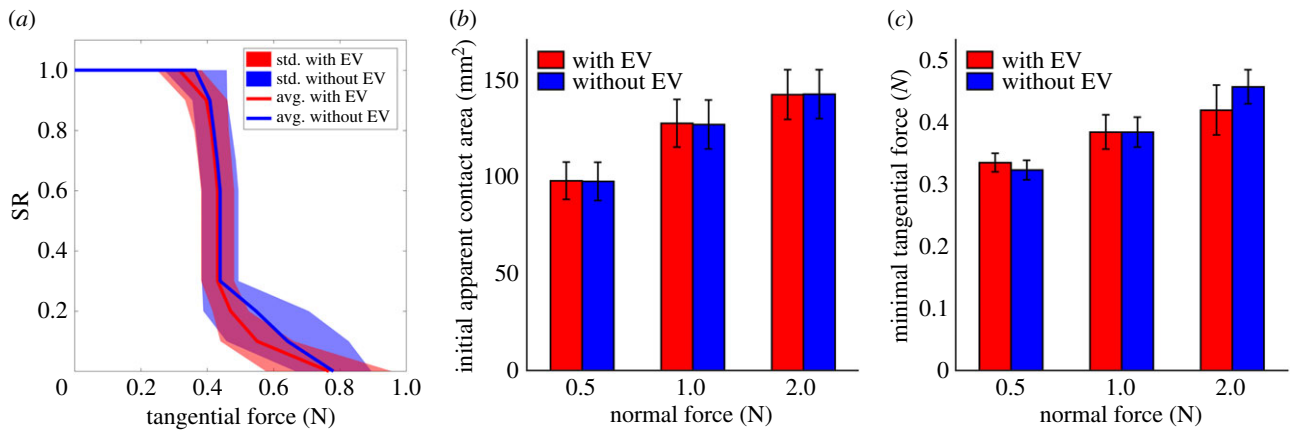 (a)
std. with EV
std. without EV
avg. with EV
avg. without EV
1.0
0.8
0.6
0.4
0.2
SR
0 0.2 0.4 0.6 0.8 1.0
tangential force (N)
(b)
with EV
without EV
150
100
50
0
initial apparent contact area (mm²)
0.5 1.0 2.0
normal force (N)
(c)
with EV
without EV
0.5
0.4
0.3
0.2
0.1
0
minimal tangential force (N)
0.5 1.0 2.0
normal force (N)